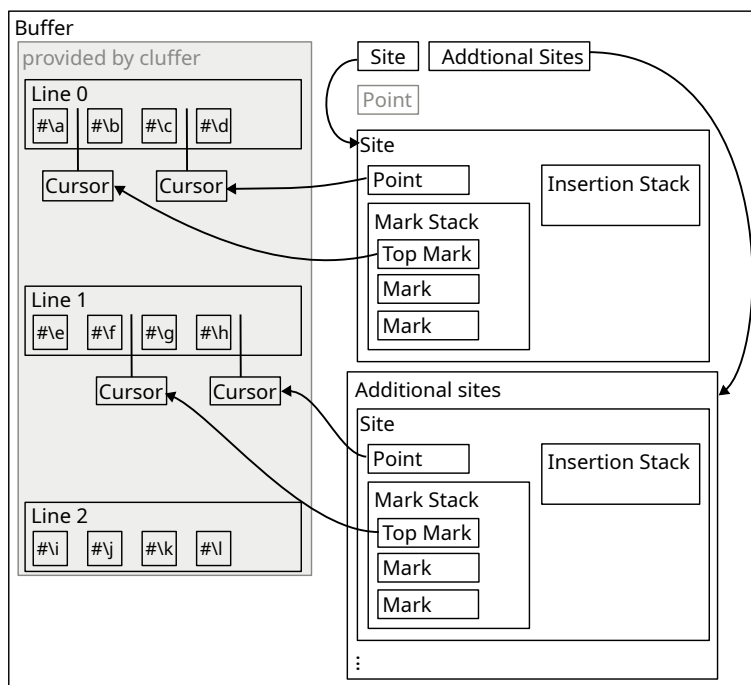 Buffer
provided by cluffer
Line 0
#\a #\b #\c #\d
Cursor Cursor
Line 1
#\e #\f #\g #\h
Cursor Cursor
Line 2
#\i #\j #\k #\l
Site Addtional Sites
Point
Site
Point
Insertion Stack
Mark Stack
Top Mark
Mark
Mark
Additional sites
Site
Point
Insertion Stack
Mark Stack
Top Mark
Mark
Mark
⋮